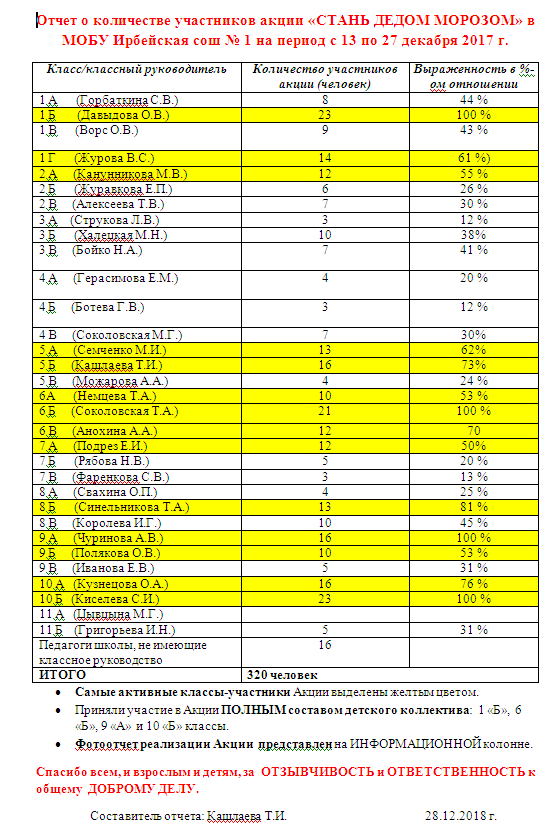 Отчет о количестве участников акции «СТАНЬ ДЕДОМ МОРОЗОМ» в
МОБУ Ирбейская сош № 1 на период с 13 по 27 декабря 2017 г.
Класс/классный руководитель Количество участников акции (человек) Выраженность в %-ом отношении
1 А (Горбаткина С.В.) 8 44 %
1 Б (Давыдова О.В.) 23 100 %
1 В (Ворс О.В.) 9 43 %
1 Г (Журова В.С.) 14 61 %)
2 А (Канунникова М.В.) 12 55 %
2 Б (Журавкова Е.П.) 6 26 %
2 В (Алексеева Т.В.) 7 30 %
3 А (Струкова Л.В.) 3 12 %
3 Б (Халецкая М.Н.) 10 38%
3 В (Бойко Н.А.) 7 41 %
4 А (Герасимова Е.М.) 4 20 %
4 Б (Ботева Г.В.) 3 12 %
4 В (Соколовская М.Г.) 7 30%
5 А (Семченко М.И.) 13 62%
5 Б (Кашлаева Т.И.) 16 73%
5 В (Можарова А.А.) 4 24 %
6А (Немцева Т.А.) 10 53 %
6 Б (Соколовская Т.А.) 21 100 %
6 В (Анохина А.А.) 12 70
7 А (Подрез Е.И.) 12 50%
7 Б (Рябова Н.В.) 5 20 %
7 В (Фаренкова С.В.) 3 13 %
8 А (Свахина О.П.) 4 25 %
8 Б (Синельникова Т.А.) 13 81 %
8 В (Королева И.Г.) 10 45 %
9 А (Чуринова А.В.) 16 100 %
9 Б (Полякова О.В.) 10 53 %
9 В (Иванова Е.В.) 5 31 %
10 А (Кузнецова О.А.) 16 76 %
10 Б (Киселева С.И.) 23 100 %
11 А (Цывцына М.Г.)
11 Б (Григорьева И.Н.) 5 31 %
Педагоги школы, не имеющие классное руководство 16
ИТОГО 320 человек
• Самые активные классы-участники Акции выделены желтым цветом.
• Приняли участие в Акции ПОЛНЫМ составом детского коллектива: 1 «Б», 6
«Б», 9 «А» и 10 «Б» классы.
• Фотоотчет реализации Акции представлен на ИНФОРМАЦИОННОЙ колонне.
Спасибо всем, и взрослым и детям, за ОТЗЫВЧИВОСТЬ и ОТВЕТСТВЕННОСТЬ к
общему ДОБРОМУ ДЕЛУ.
Составитель отчета: Кашлаева Т.И. 28.12.2018 г.